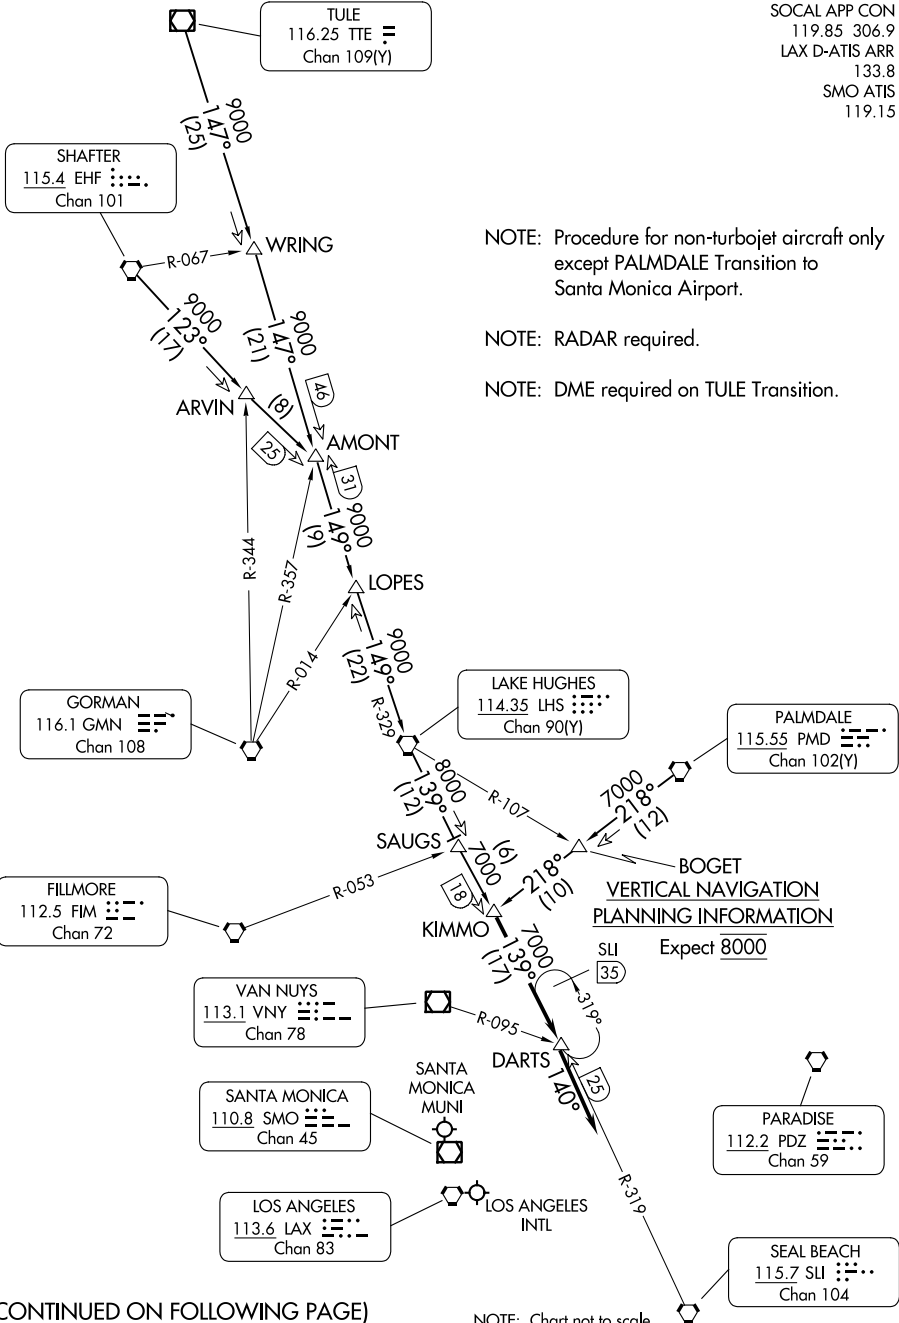 TULE
116.25 TTE
Chan 109(Y)
SOCAL APP CON
119.85 306.9
LAX D-ATIS ARR
133.8
SMO ATIS
119.15
9000
147°
(25)
SHAFTER
115.4 EHF
Chan 101
WRING
R-067
NOTE: Procedure for non-turbojet aircraft only
except PALMDALE Transition to
Santa Monica Airport.
NOTE: RADAR required.
NOTE: DME required on TULE Transition.
9000
123°
(17)
9000
147°
(21)
46
ARVIN
(8)
25
AMONT
31
9000
149°
(9)
R-344
R-357
R-014
LOPES
9000
149°
(22)
R-329
GORMAN
116.1 GMN
Chan 108
LAKE HUGHES
114.35 LHS
Chan 90(Y)
PALMDALE
115.55 PMD
Chan 102(Y)
8000
139°
(12)
R-107
7000
218°
(12)
SAUGS
(6)
7000
18
218°
(10)
BOGET
VERTICAL NAVIGATION
PLANNING INFORMATION
Expect 8000
FILLMORE
112.5 FIM
Chan 72
R-053
KIMMO
7000
139°
(17)
SLI
35
319°
VAN NUYS
113.1 VNY
Chan 78
R-095
DARTS
140°
25
SANTA
MONICA
MUNI
SANTA MONICA
110.8 SMO
Chan 45
PARADISE
112.2 PDZ
Chan 59
R-319
LOS ANGELES
113.6 LAX
Chan 83
LOS ANGELES
INTL
SEAL BEACH
115.7 SLI
Chan 104
CONTINUED ON FOLLOWING PAGE)
NOTE: Chart not to scale